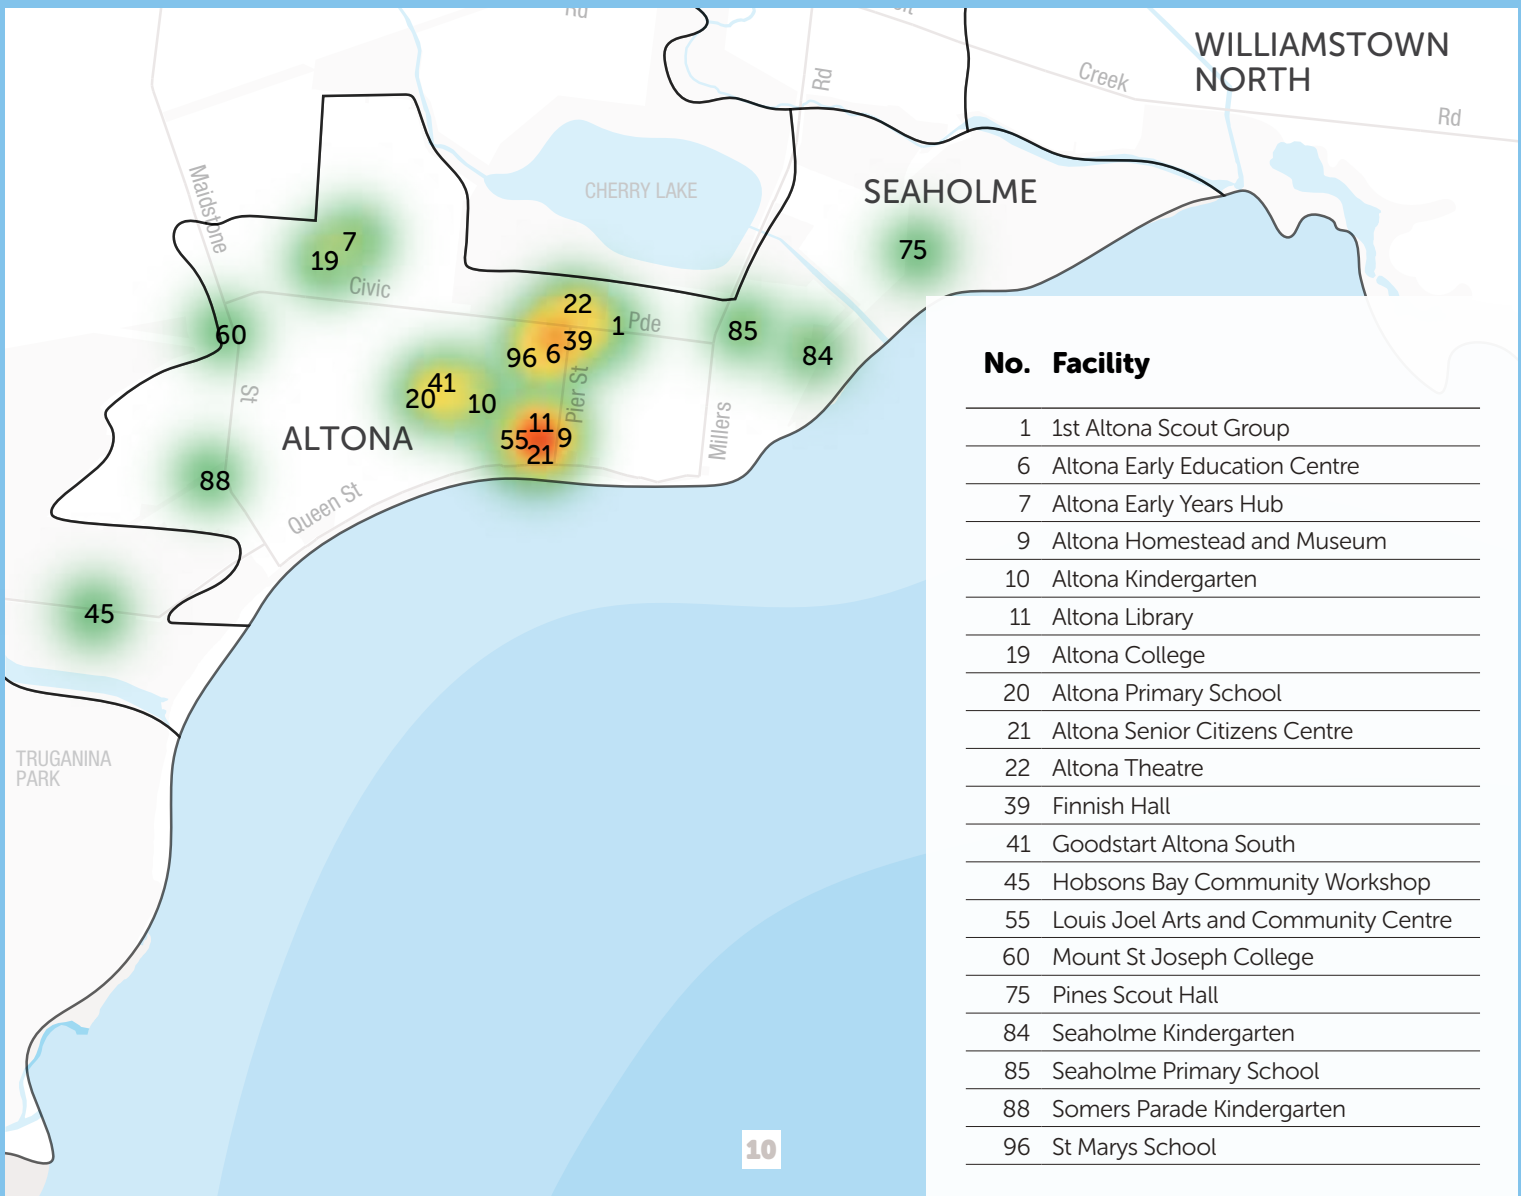 Rd
WILLIAMSTOWN
NORTH
Creek
Rd
Rd
Maidstone
CHERRY LAKE
SEAHOLME
7
19
75
Civic
22
1
Pde
60
39
96
6
85
84
41
20
10
St
Pier St
11
55
9
21
Millers
ALTONA
88
Queen St
45
TRUGANINA
PARK
No. Facility
1 1st Altona Scout Group
6 Altona Early Education Centre
7 Altona Early Years Hub
9 Altona Homestead and Museum
10 Altona Kindergarten
11 Altona Library
19 Altona College
20 Altona Primary School
21 Altona Senior Citizens Centre
22 Altona Theatre
39 Finnish Hall
41 Goodstart Altona South
45 Hobsons Bay Community Workshop
55 Louis Joel Arts and Community Centre
60 Mount St Joseph College
75 Pines Scout Hall
84 Seaholme Kindergarten
85 Seaholme Primary School
88 Somers Parade Kindergarten
96 St Marys School
10